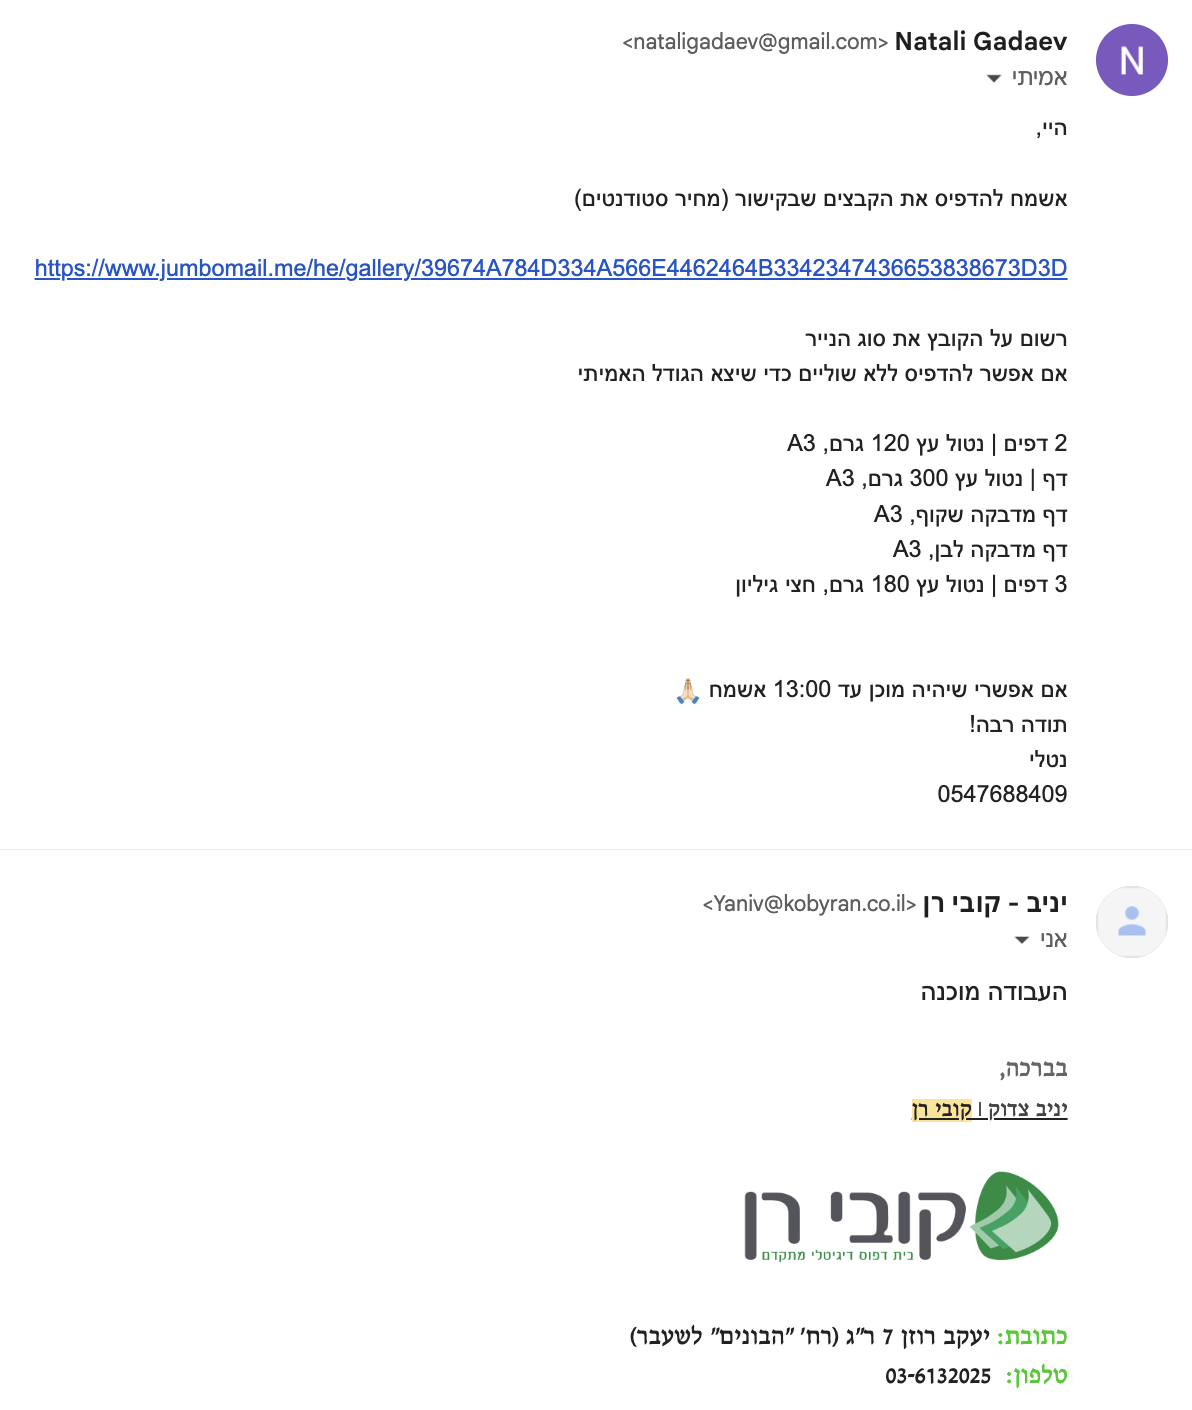 Natali Gadaev <nataligadaev@gmail.com>
N
אמיתי
היי,
אשמח להדפיס את הקבצים שבקישור (מחיר סטודנטים)
https://www.jumbomail.me/he/gallery/39674A784D334A566E4462464B3342347436653838673D3D
רשום על הקובץ את סוג הנייר
אם אפשר להדפיס ללא שוליים כדי שיצא הגודל האמיתי
2 דפים | נטול עץ 120 גרם, A3
דף | נטול עץ 300 גרם, A3
דף מדבקה שקוף, A3
דף מדבקה לבן, A3
3 דפים | נטול עץ 180 גרם, חצי גיליון
אם אפשרי שיהיה מוכן עד 13:00 אשמח 🙏🏻
תודה רבה!
נטלי
0547688409
יניב - קובי רן <Yaniv@kobyran.co.il>
אני
העבודה מוכנה
בברכה,
יניב צדוק | קובי רן
קובי רן
בית דפוס דיגיטלי מתקדם
כתובת: יעקב רוזן 7 ר"ג (רח' "הבונים" לשעבר)
טלפון: 03-6132025